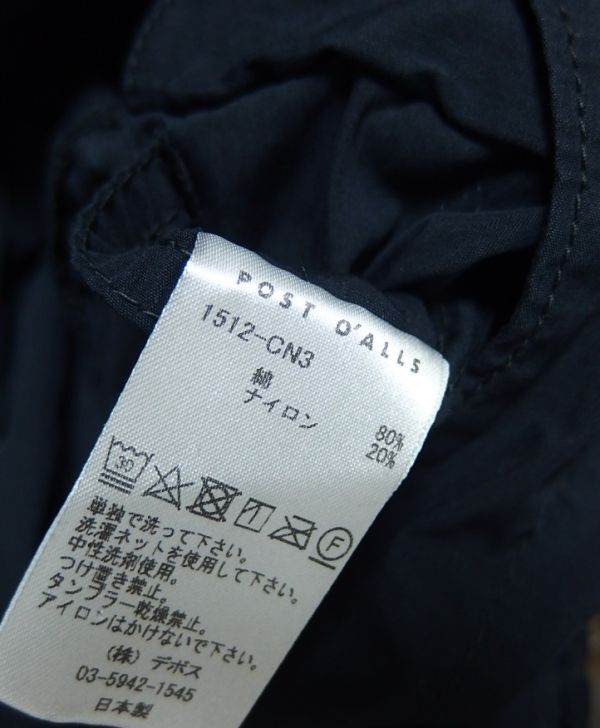 POST O'ALLS
1512-CN3
綿 80%
ナイロン 20%
30 F
単独で洗って下さい。
洗濯ネットを使用して下さい。
中性洗剤使用。
つけ置き禁止。
タンブラー乾燥禁止。
アイロンはかけないで下さい。
(株) デポス
03-5942-1545
日本製